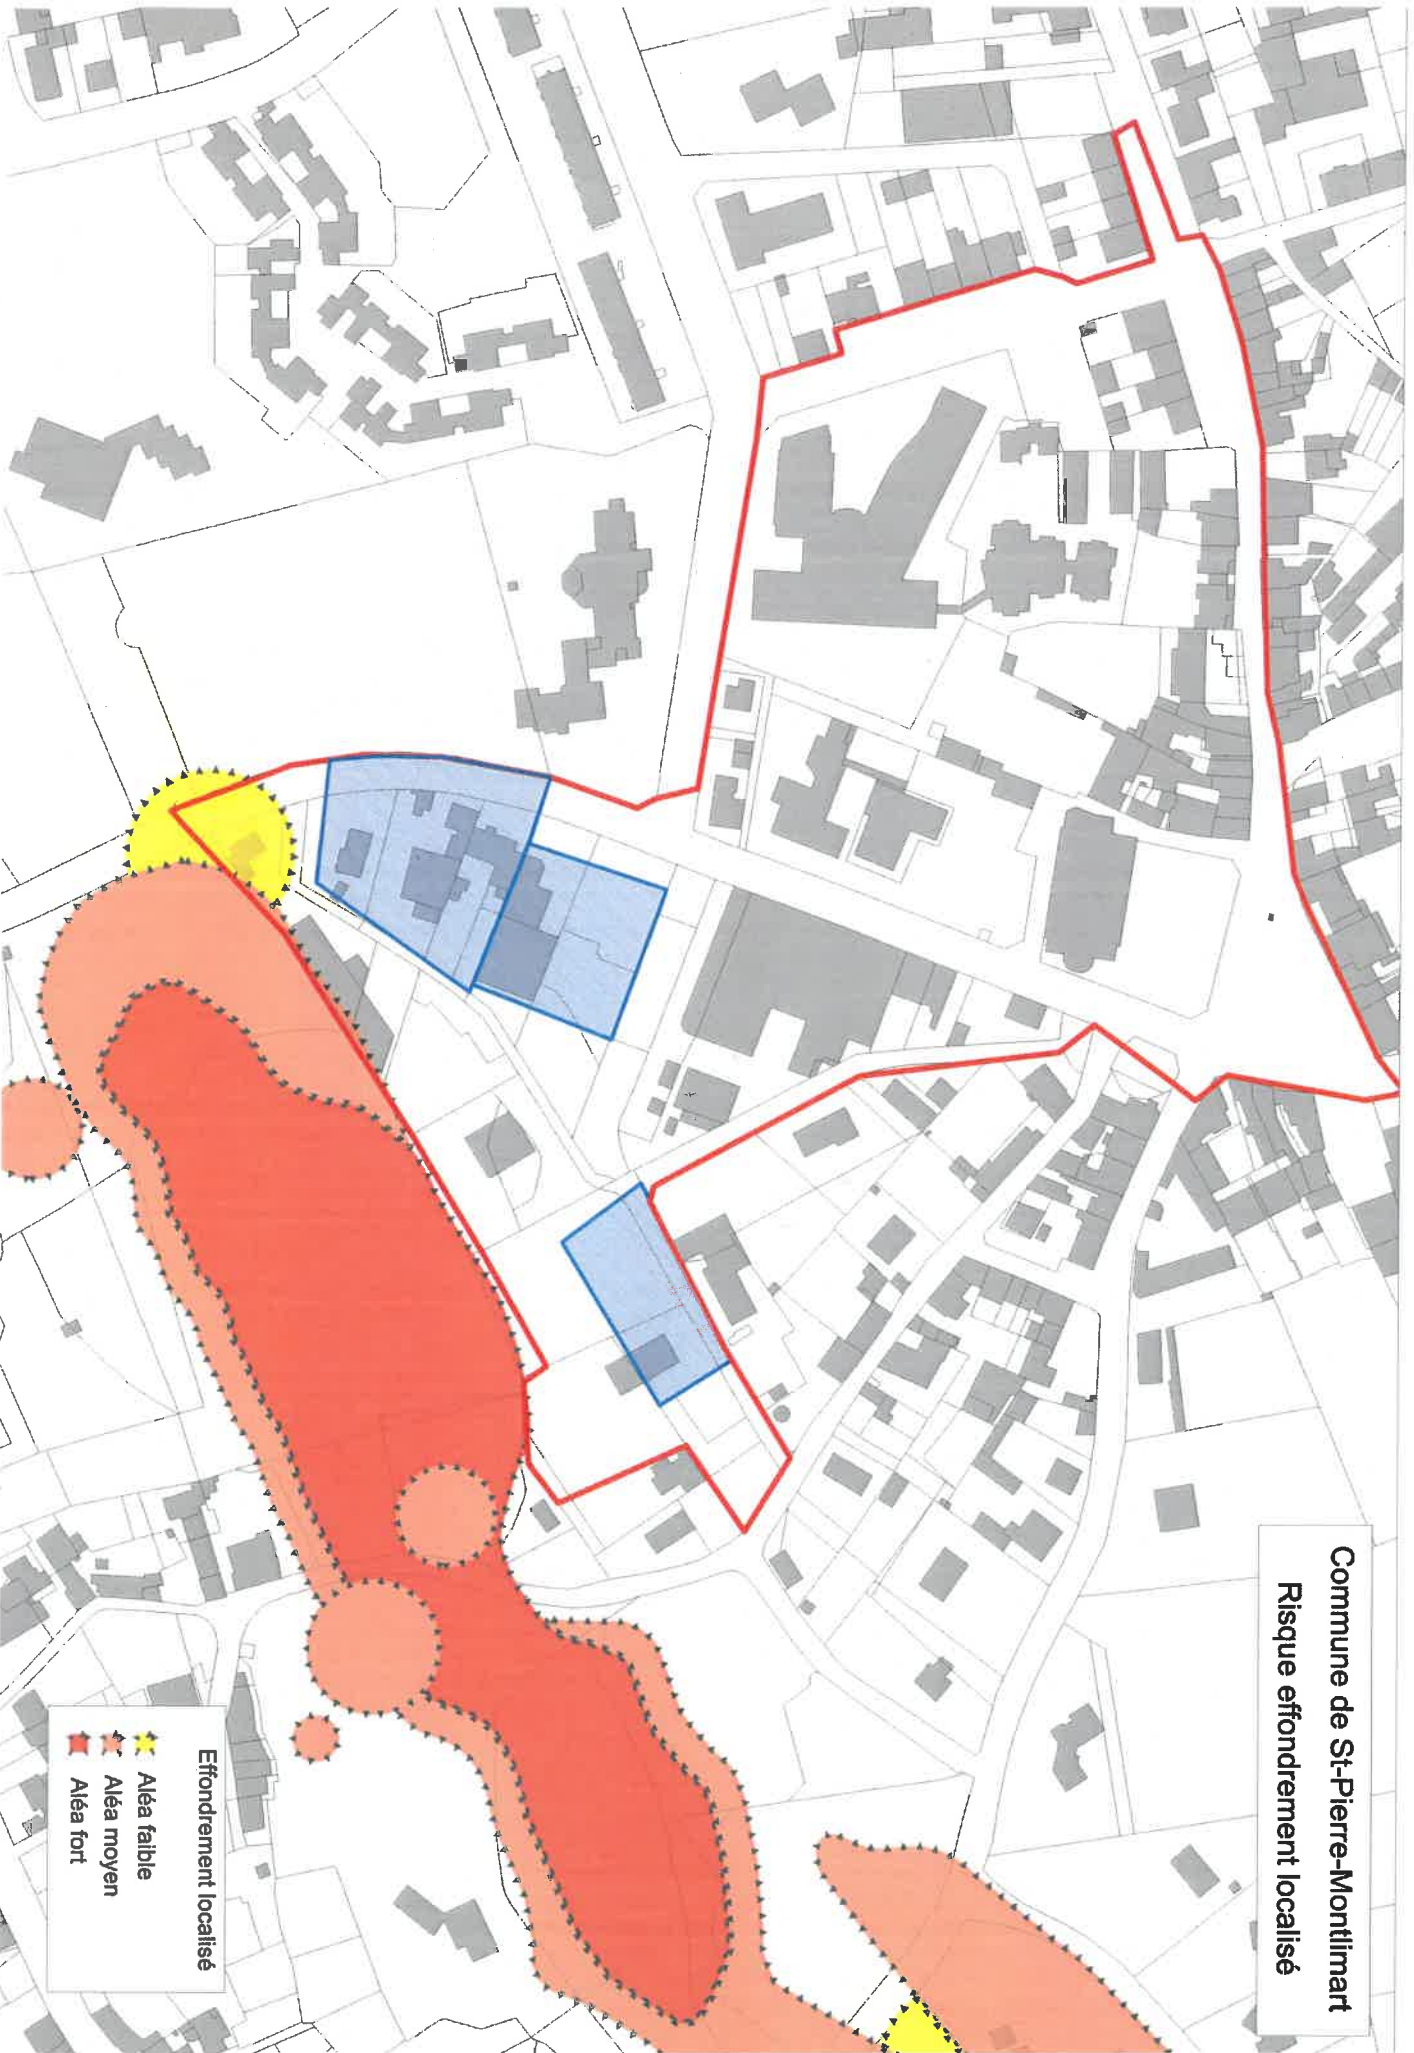 Commune de St-Pierre-Montlimart
Risque effondrement localisé
Effondrement localisé
Aléa faible
Aléa moyen
Aléa fort